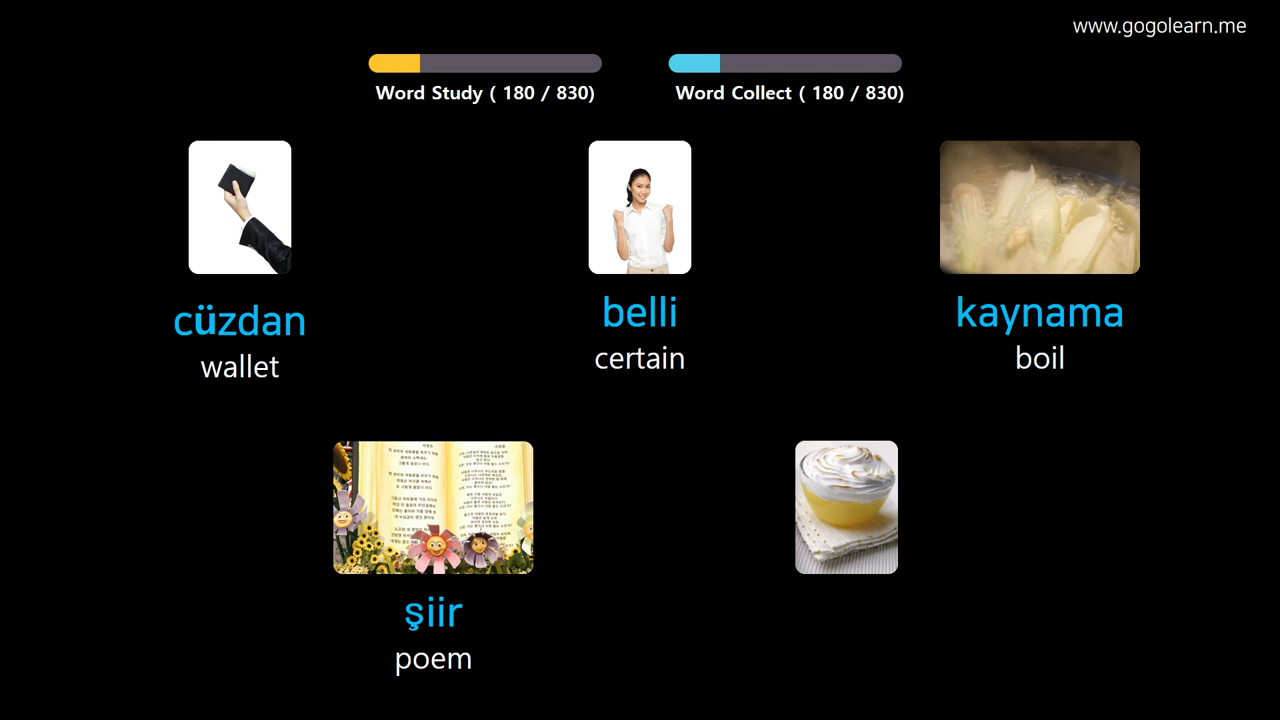 www.gogolearn.me
Word Study ( 180 / 830)
Word Collect ( 180 / 830)
cüzdan
wallet
belli
certain
kaynama
boil
şiir
poem